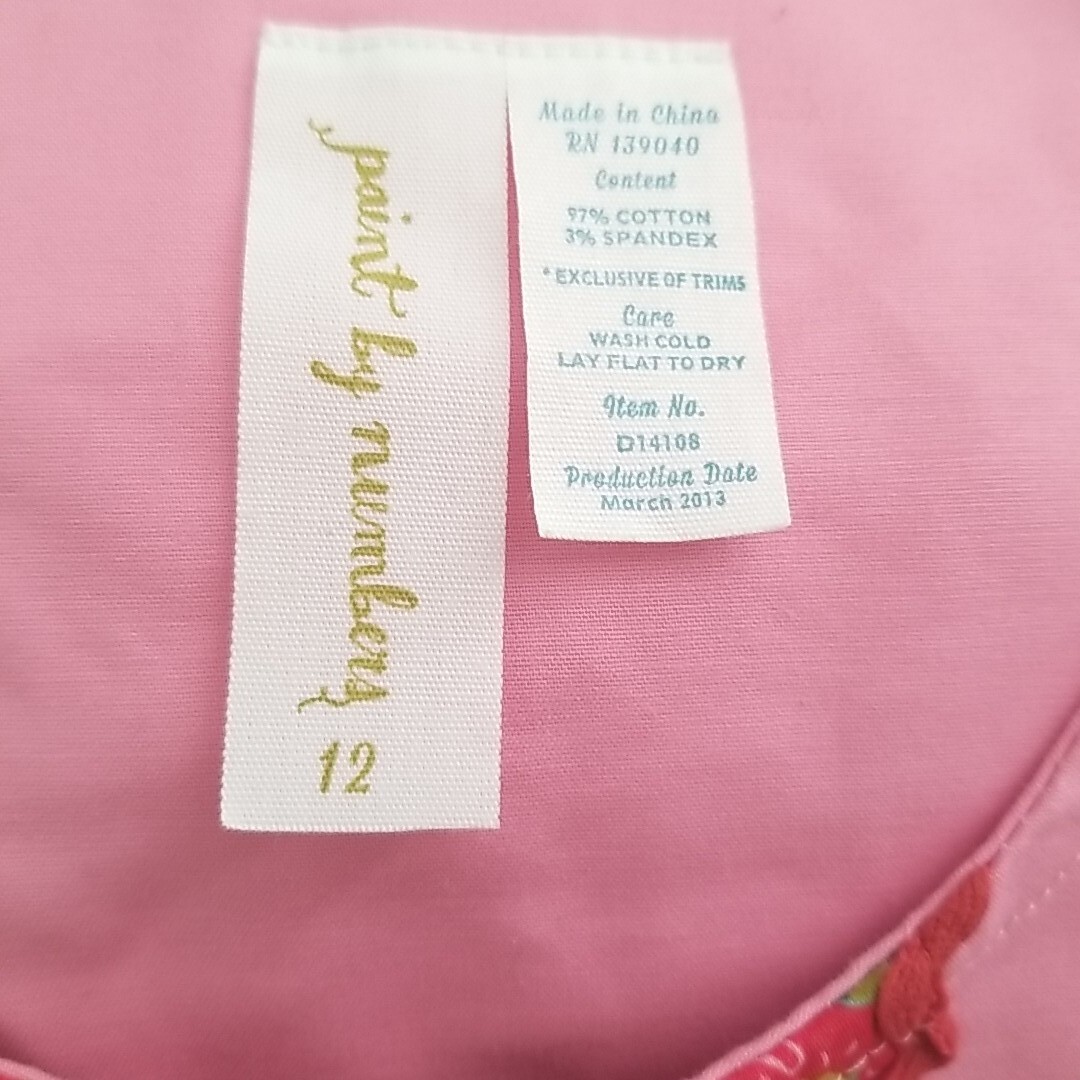 paint by numbers
12
Made in China
RN 139040
Content
97% COTTON
3% SPANDEX
* EXCLUSIVE OF TRIMS
Care
WASH COLD
LAY FLAT TO DRY
Item No.
D14108
Production Date
March 2013